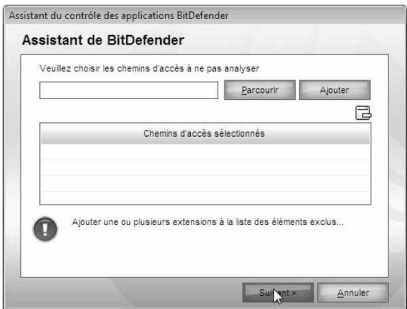 Assistant du contrôle des applications BitDefender
Assistant de BitDefender
Veuillez choisir les chemins d'accès à ne pas analyser
Parcourir
Ajouter
Chemins d'accès sélectionnés
Ajouter une ou plusieurs extensions à la liste des éléments exclus...
Suivant >
Annuler